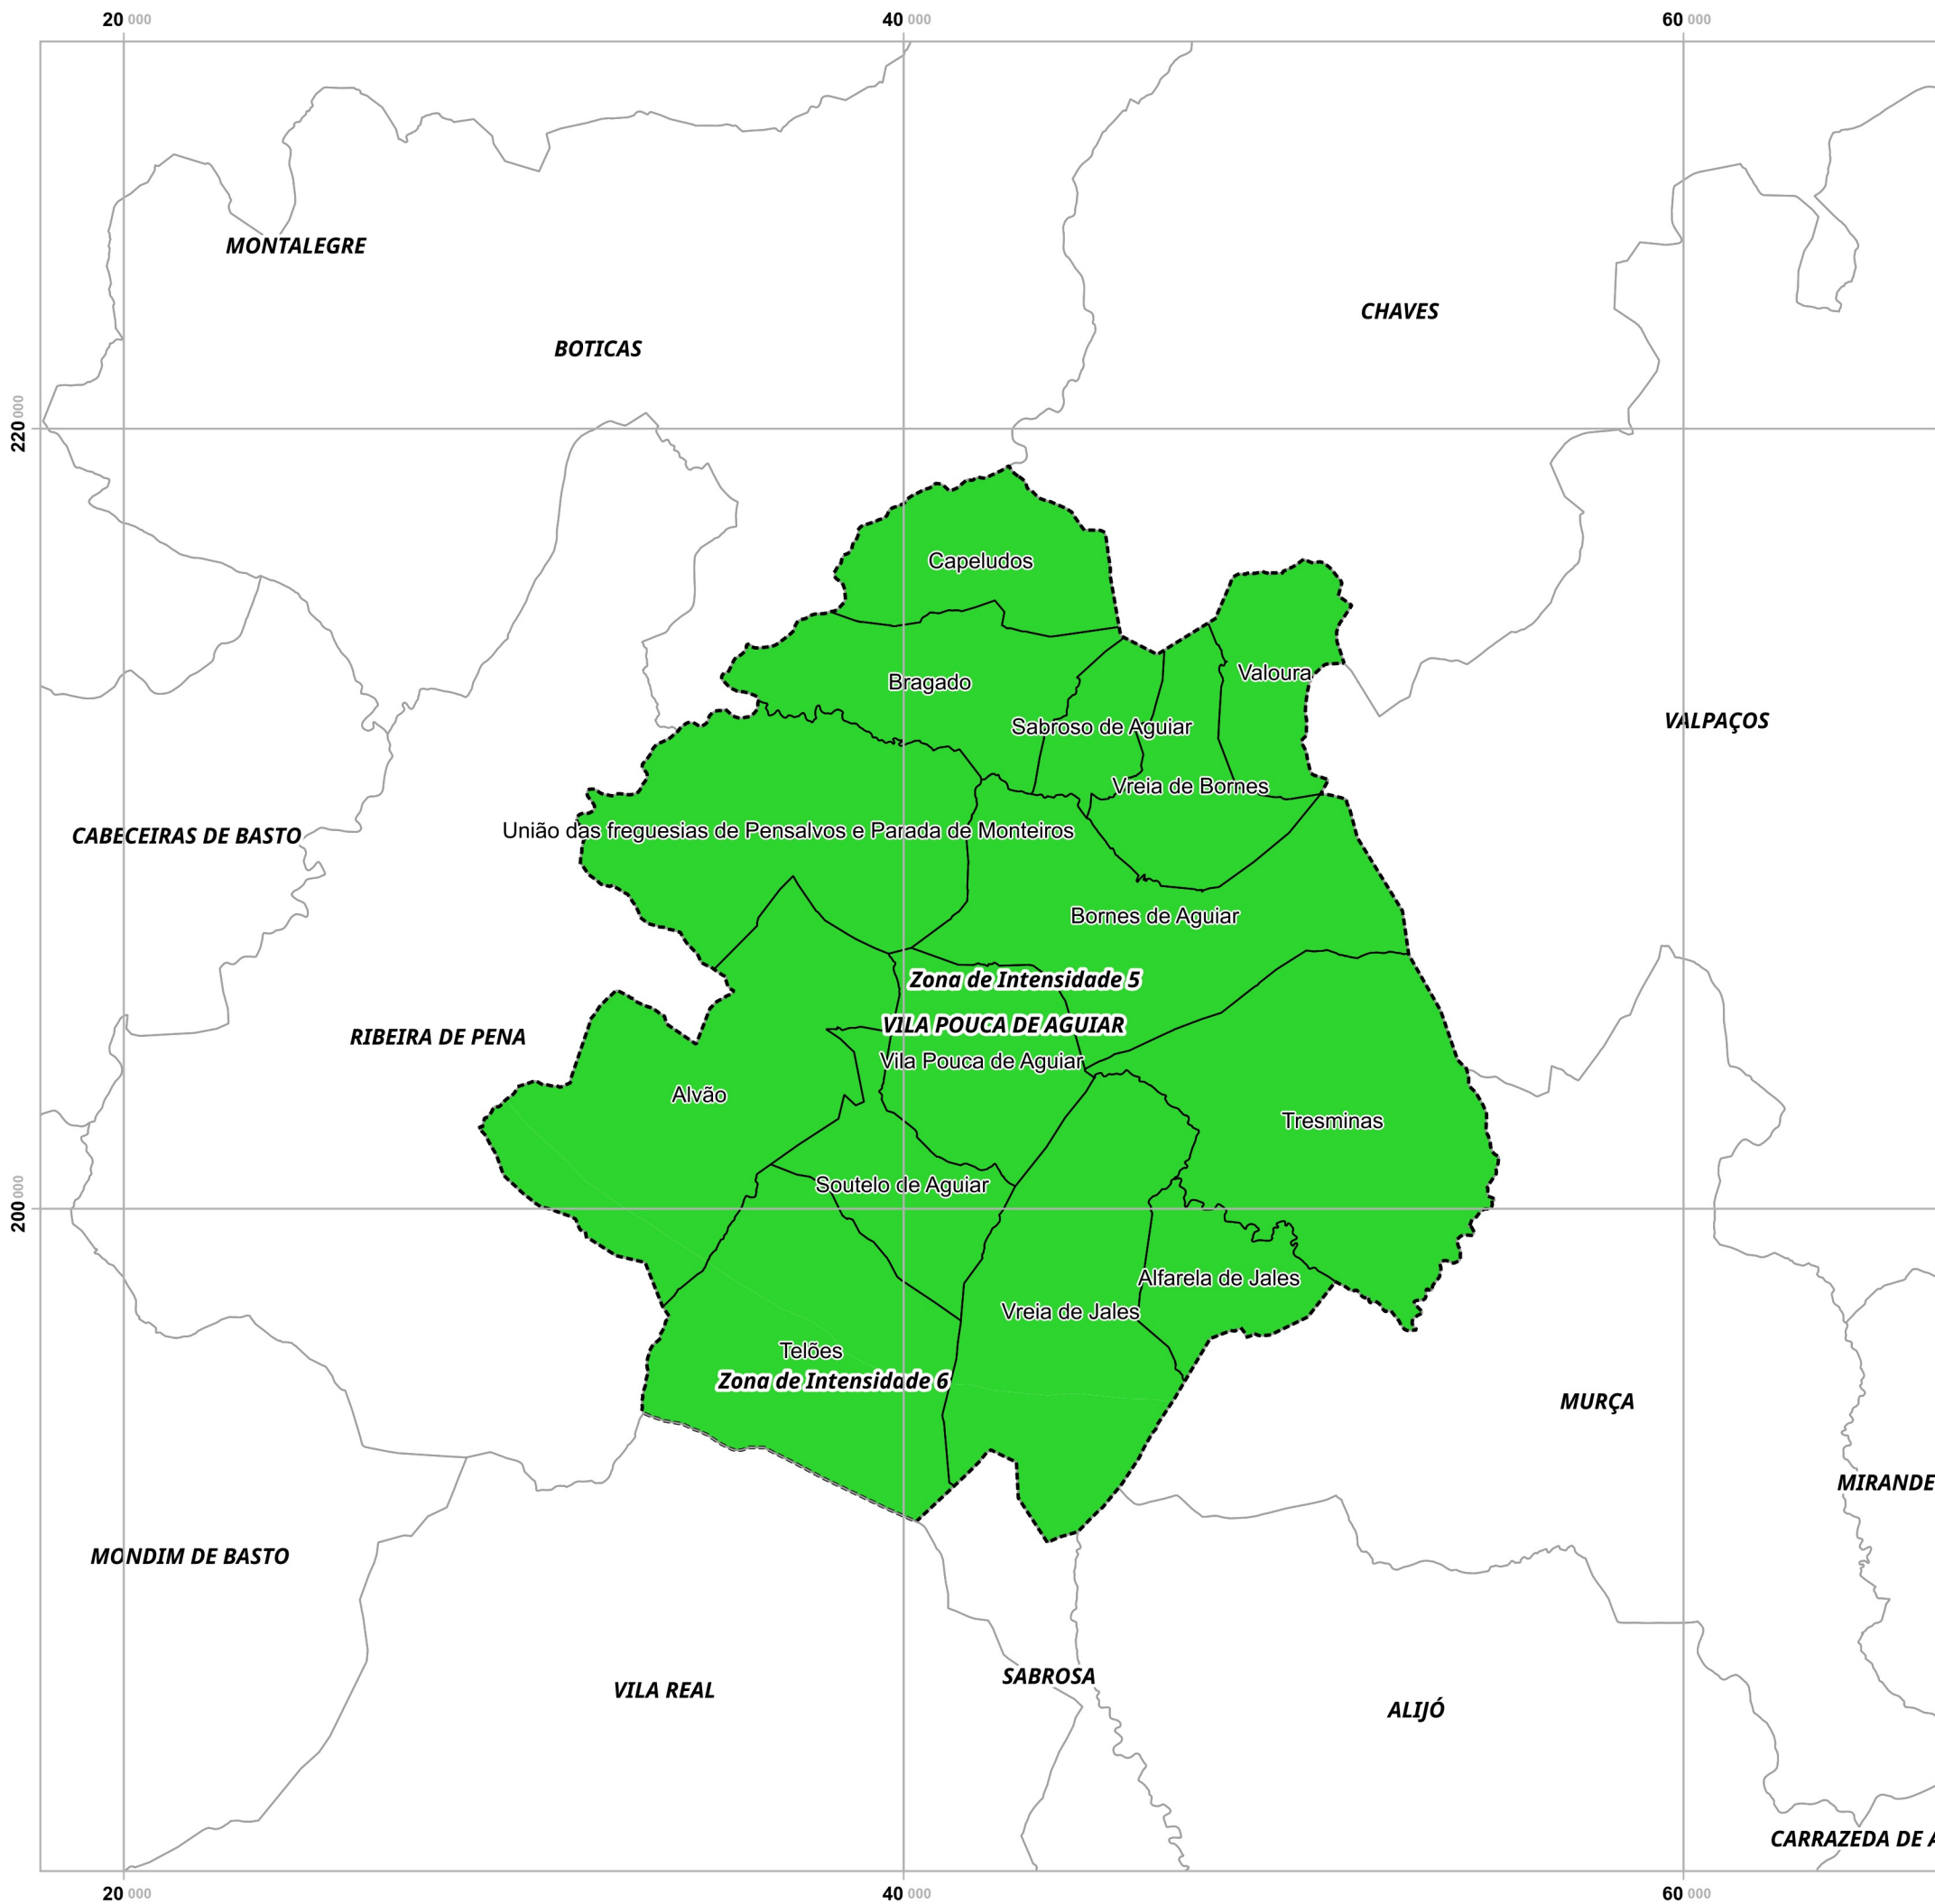 20 000
40 000
60 000
MONTALEGRE
CHAVES
BOTICAS
220 000
Capeludos
Valoura
Bragado
VALPAÇOS
Sabroso de Aguiar
Vreia de Bornes
União das freguesias de Pensalvos e Parada de Monteiros
CABECEIRAS DE BASTO
Bornes de Aguiar
Zona de Intensidade 5
VILA POUCA DE AGUIAR
RIBEIRA DE PENA
Vila Pouca de Aguiar
Alvão
Tresminas
Soutelo de Aguiar
200 000
Alfarela de Jales
Vreia de Jales
Telões
Zona de Intensidade 6
MURÇA
MIRANDE
MONDIM DE BASTO
SABROSA
VILA REAL
ALIJÓ
CARRAZEDA DE A
20 000
40 000
60 000